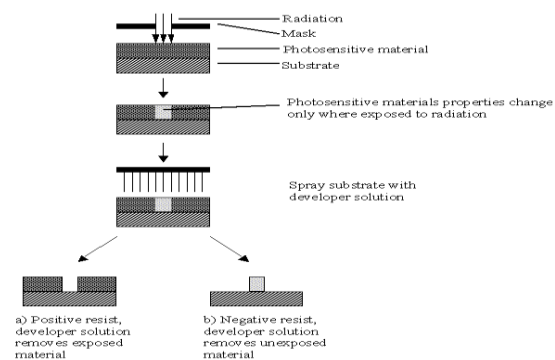 Radiation
Mask
Photosensitive material
Substrate
Photosensitive materials properties change
only where exposed to radiation
Spray substrate with
developer solution
a) Positive resist,
developer solution
removes exposed
material
b) Negative resist,
developer solution
removes unexposed
material